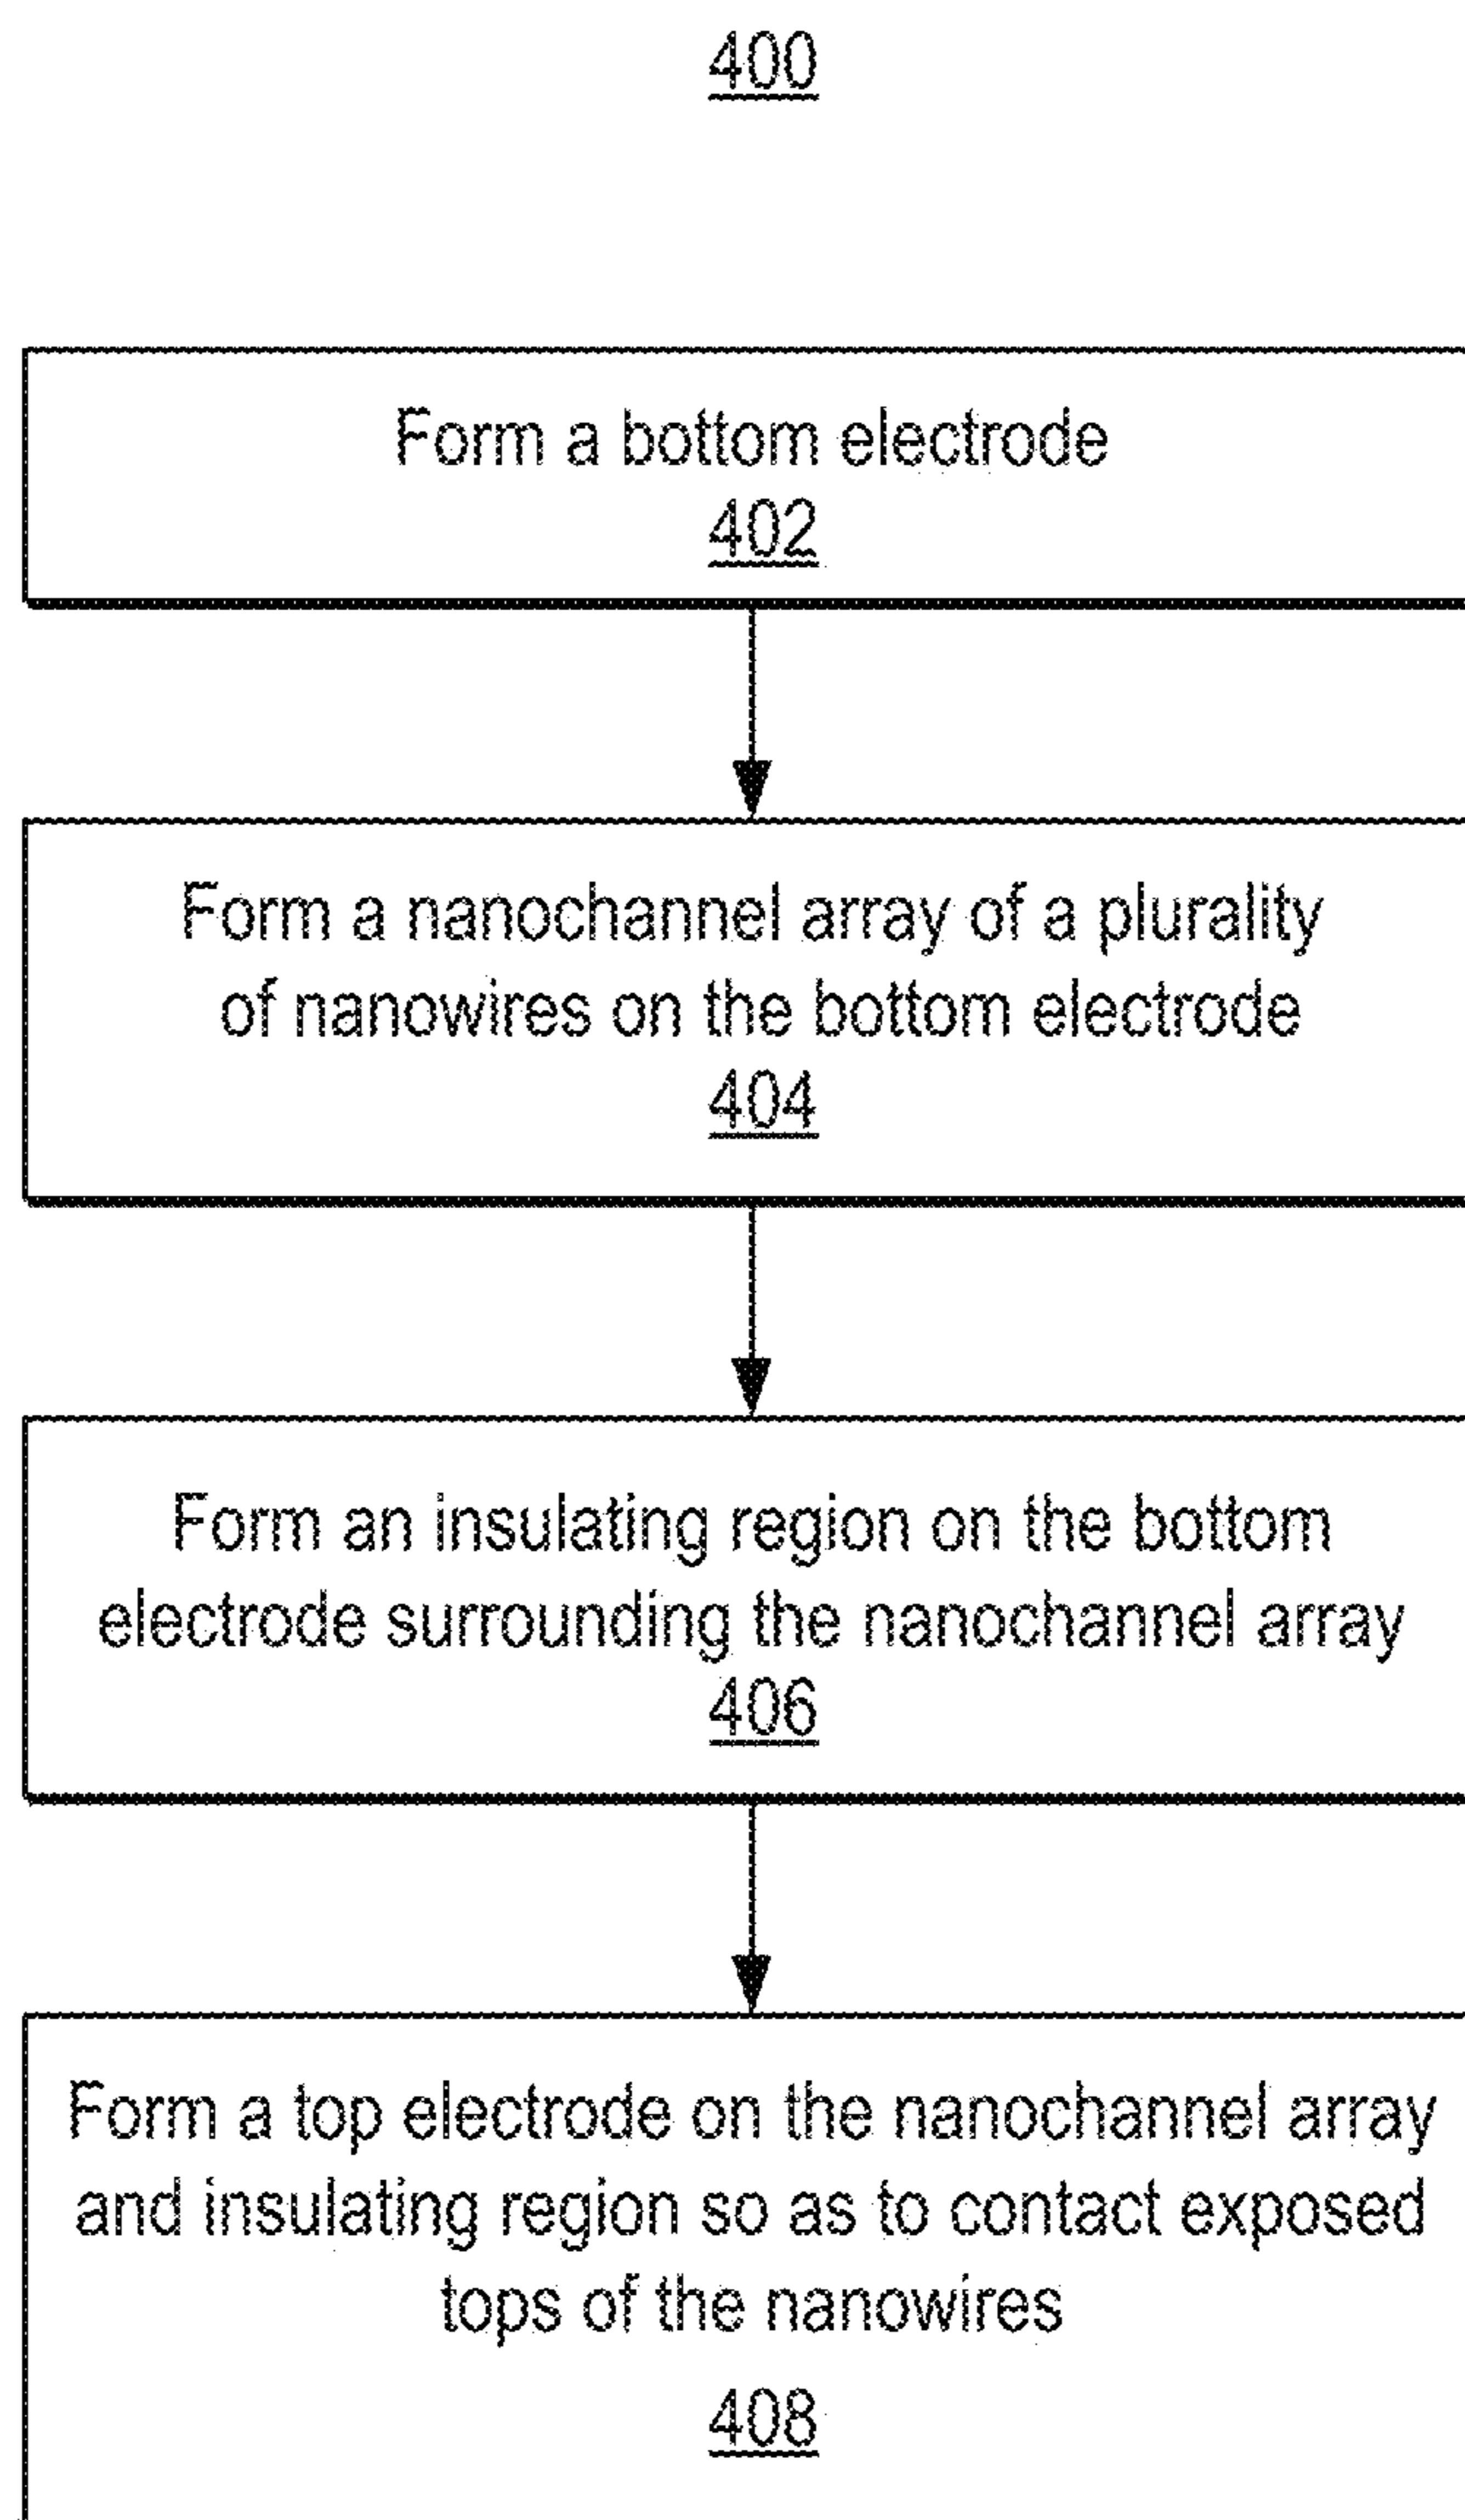 400
Form a bottom electrode
402
Form a nanochannel array of a plurality
of nanowires on the bottom electrode
404
Form an insulating region on the bottom
electrode surrounding the nanochannel array
406
Form a top electrode on the nanochannel array
and insulating region so as to contact exposed
tops of the nanowires
408